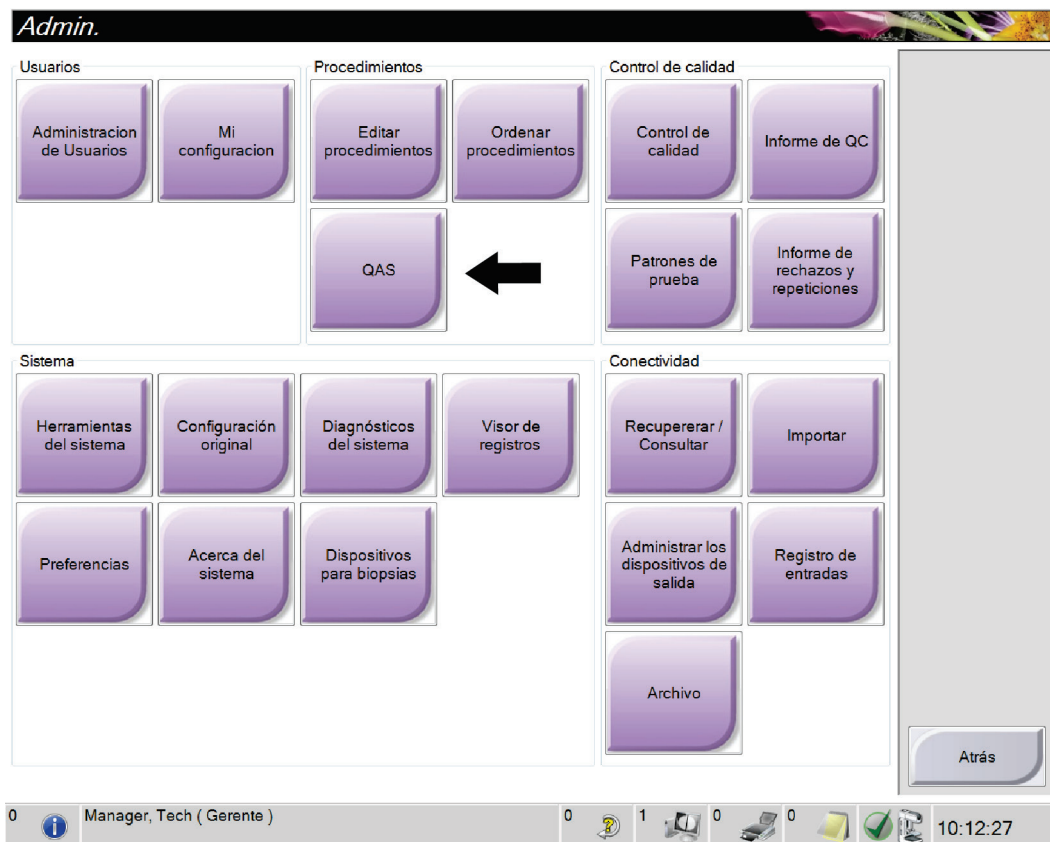 Admin.
Usuarios
Administracion
de Usuarios
Mi
configuracion
Procedimientos
Editar
procedimientos
Ordenar
procedimientos
QAS
Control de calidad
Control de
calidad
Informe de QC
Patrones de
prueba
Informe de
rechazos y
repeticiones
Sistema
Herramientas
del sistema
Configuración
original
Diagnósticos
del sistema
Visor de
registros
Preferencias
Acerca del
sistema
Dispositivos
para biopsias
Conectividad
Recupererar /
Consultar
Importar
Administrar los
dispositivos de
salida
Registro de
entradas
Archivo
Atrás
0
Manager, Tech ( Gerente )
0
1
0
0
10:12:27